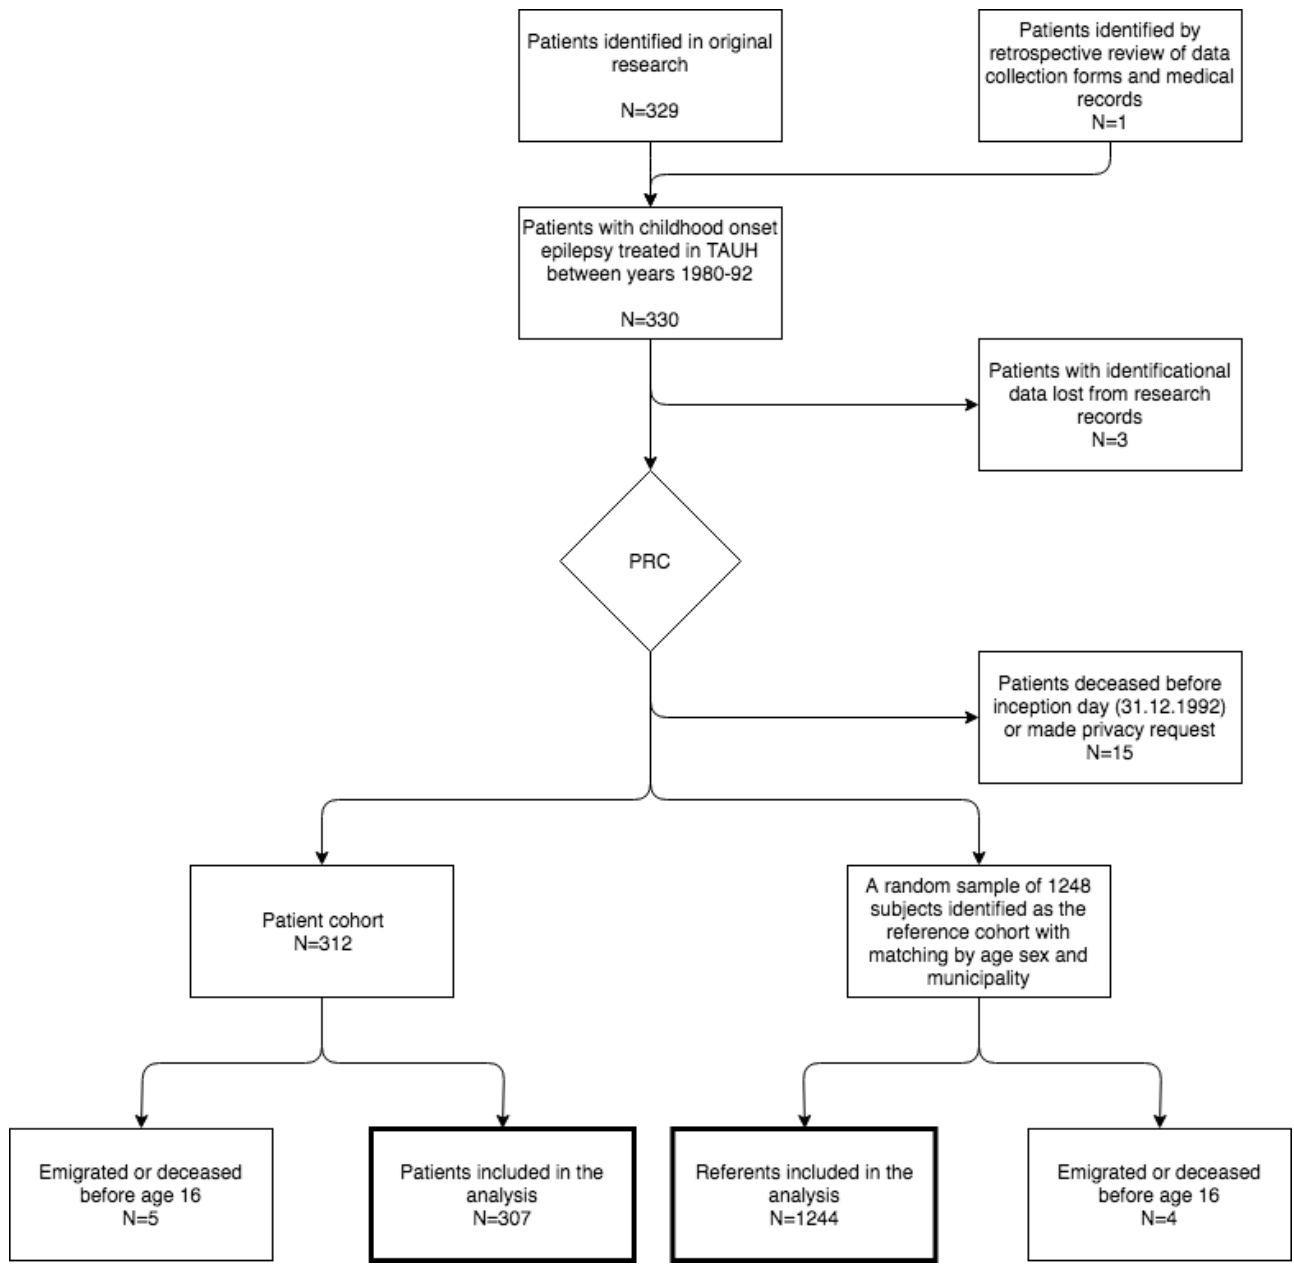 Patients identified in original
research
N=329
Patients identified by
retrospective review of data
collection forms and medical
records
N=1
Patients with childhood onset
epilepsy treated in TAUH
between years 1980-92
N=330
Patients with identificational
data lost from research
records
N=3
PRC
Patients deceased before
inception day (31.12.1992)
or made privacy request
N=15
Patient cohort
N=312
A random sample of 1248
subjects identified as the
reference cohort with
matching by age sex and
municipality
Emigrated or deceased
before age 16
N=5
Patients included in the
analysis
N=307
Referents included in the
analysis
N=1244
Emigrated or deceased
before age 16
N=4